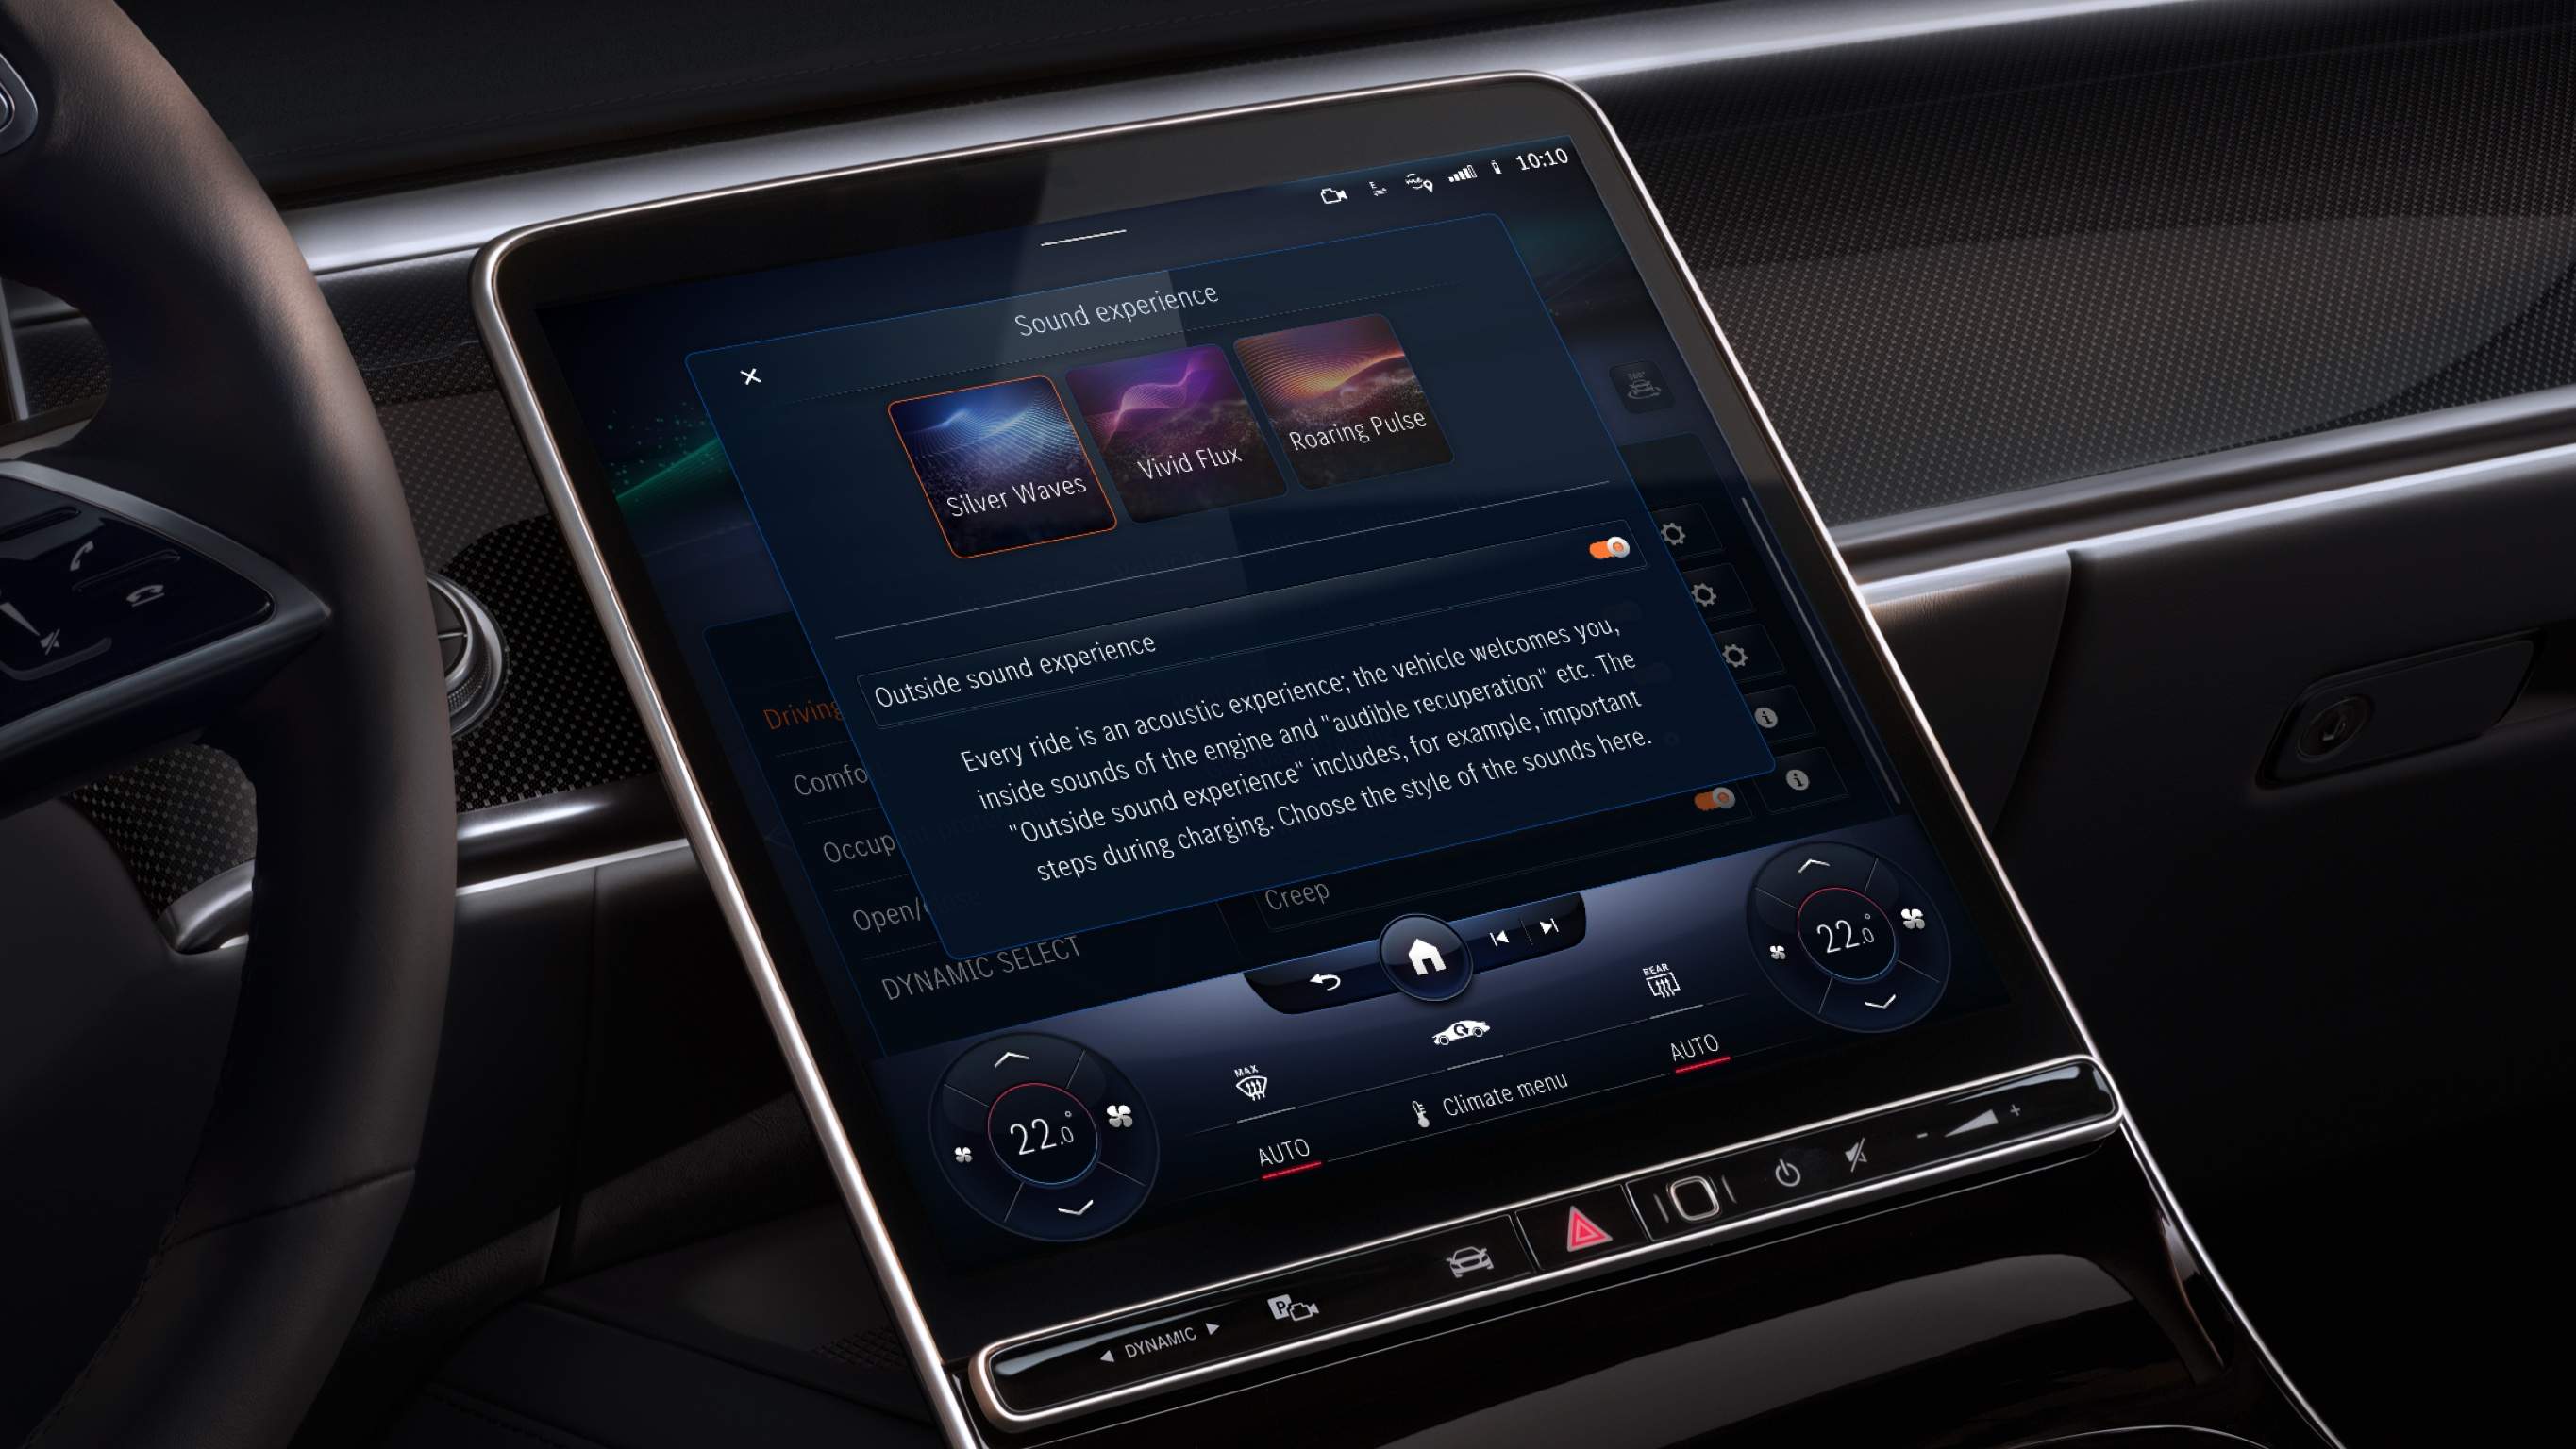 10:10
Sound experience
Silver Waves
Vivid Flux
Roaring Pulse
Outside sound experience
Every ride is an acoustic experience; the vehicle welcomes you,
inside sounds of the engine and "audible recuperation" etc. The
"Outside sound experience" includes, for example, important
steps during charging. Choose the style of the sounds here.
Driving
Comfo
Occup
Open/
DYNAMIC SELECT
Creep
22.0°
22.0°
MAX
REAR
AUTO
Climate menu
AUTO
◄ DYNAMIC ►
P
- +